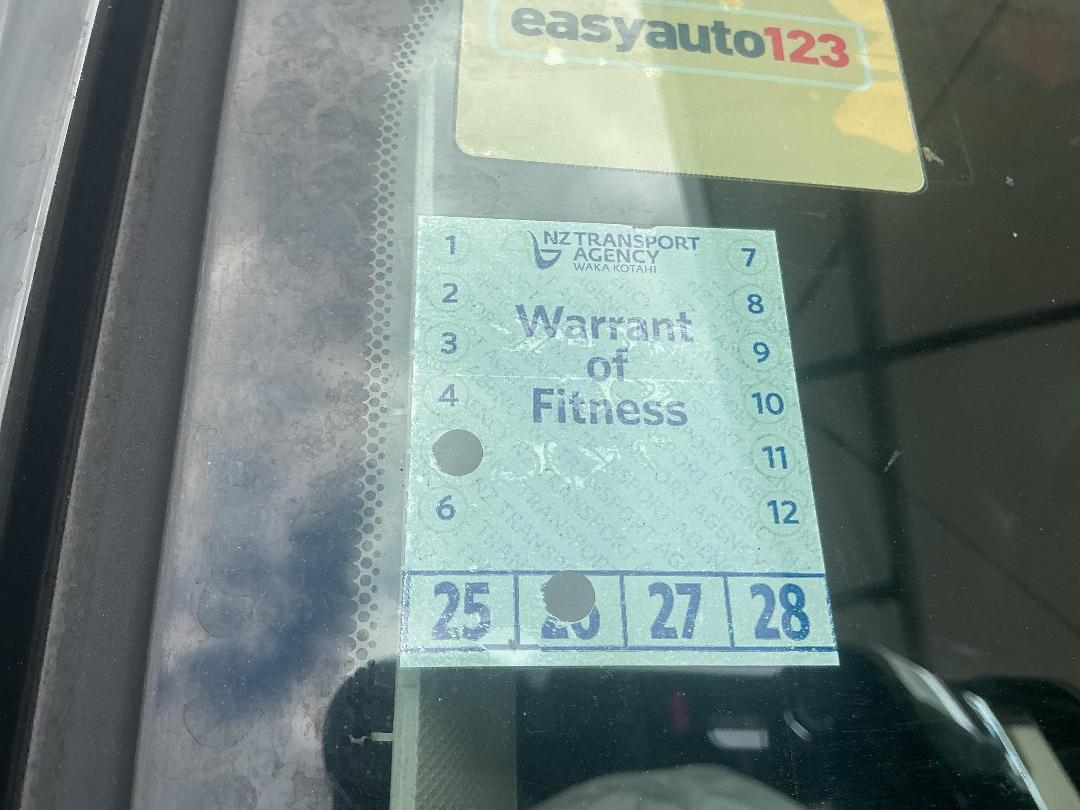 easyauto123
NZ TRANSPORT
AGENCY
WAKA KOTAHI
Warrant
of
Fitness
1
2
3
4
6
7
8
9
10
11
12
25 26 27 28